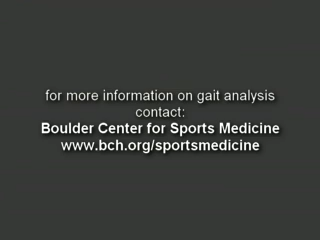 for more information on gait analysis
contact:
Boulder Center for Sports Medicine
www.bch.org/sportsmedicine